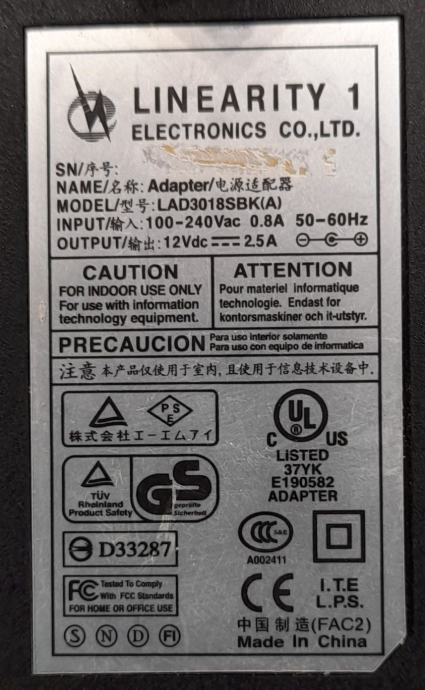 LINEARITY 1
ELECTRONICS CO.,LTD.
SN/序号:
NAME/名称: Adapter/电源适配器
MODEL/型号: LAD3018SBK(A)
INPUT/输入: 100-240Vac 0.8A 50-60Hz
OUTPUT/输出: 12Vdc ⎓ 2.5A
CAUTION
FOR INDOOR USE ONLY
For use with information
technology equipment.
ATTENTION
Pour materiel informatique
technologie. Endast for
kontorsmaskiner och it-utstyr.
PRECAUCION
Para uso interior solamente
Para uso con equipo de informatica
注意 本产品仅使用于室内,且使用于信息技术设备中.
PS
E
株式会社エーエムアイ
C UL US
®
LISTED
37YK
E190582
ADAPTER
TÜV
Rheinland
Product Safety
GS
geprüfte
Sicherheit
D33287
CCC S&E
A002411
FC Tested To Comply
With FCC Standards
FOR HOME OR OFFICE USE
CE
I.T.E
L.P.S.
S N D FI
中国制造(FAC2)
Made In China